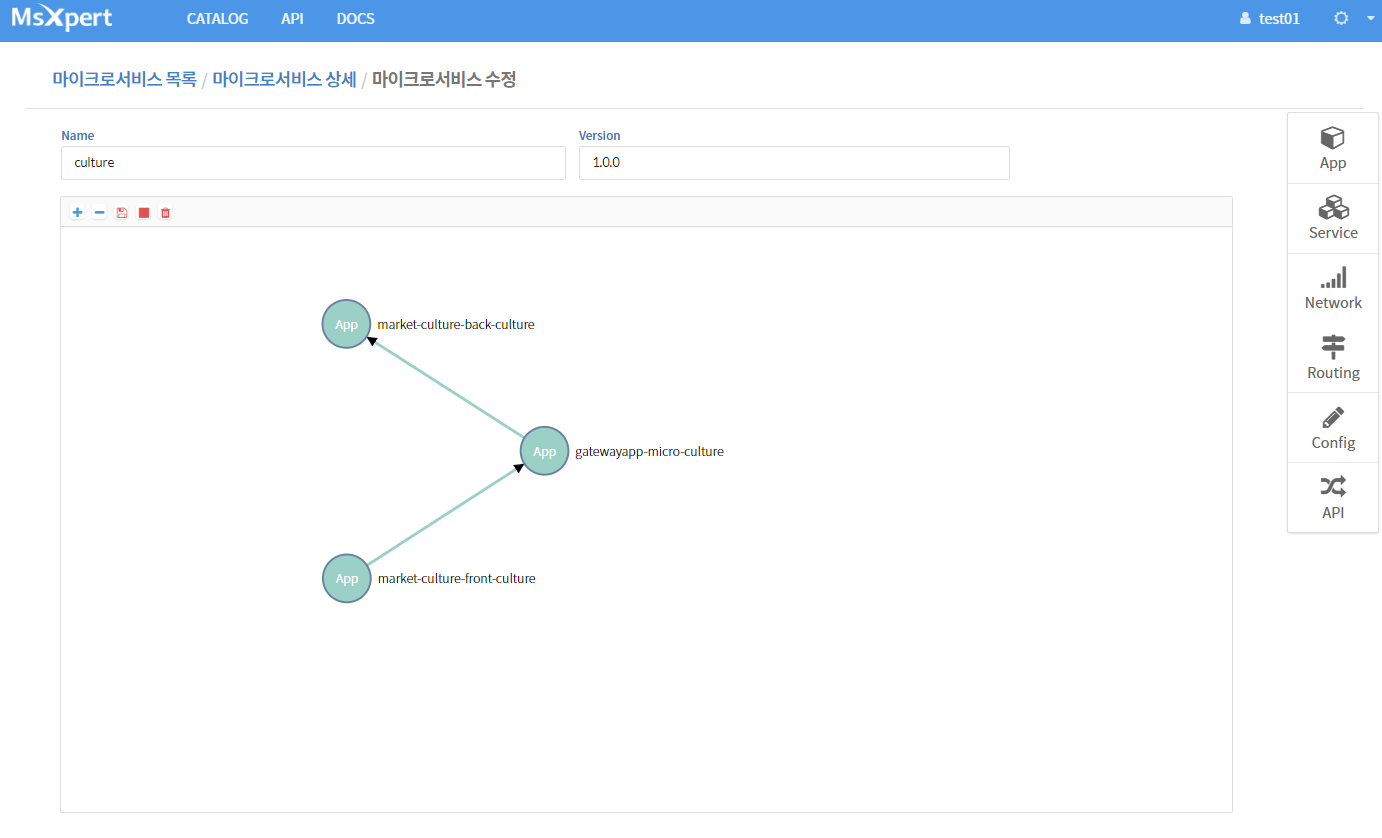 MsXpert CATALOG API DOCS test01
마이크로서비스 목록 / 마이크로서비스 상세 / 마이크로서비스 수정
Name Version
culture 1.0.0
App market-culture-back-culture
App gatewayapp-micro-culture
App market-culture-front-culture
App
Service
Network
Routing
Config
API